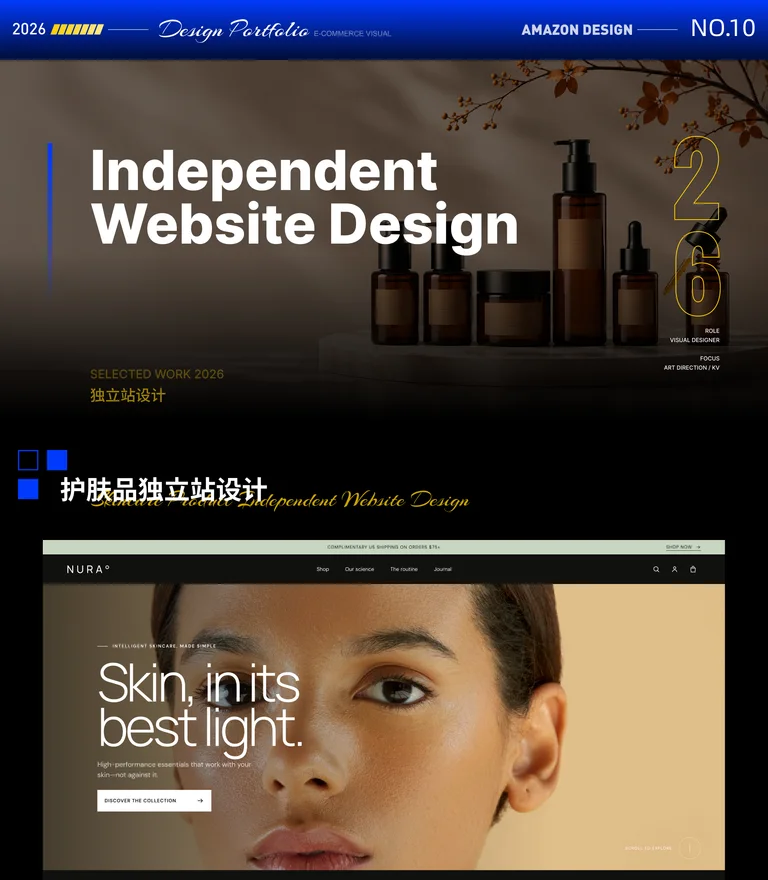 2026
Design Portfolio E-COMMERCE VISUAL
AMAZON DESIGN
NO.10
Independent
Website Design
26
ROLE
VISUAL DESIGNER
FOCUS
ART DIRECTION / KV
SELECTED WORK 2026
独立站设计
护肤品独立站设计
Skincare Product Independent Website Design
COMPLIMENTARY US SHIPPING ON ORDERS $75+
SHOP NOW →
NURA°
Shop
Our science
The routine
Journal
INTELLIGENT SKINCARE, MADE SIMPLE
Skin, in its
best light.
High-performance essentials that work with your
skin—not against it.
DISCOVER THE COLLECTION →